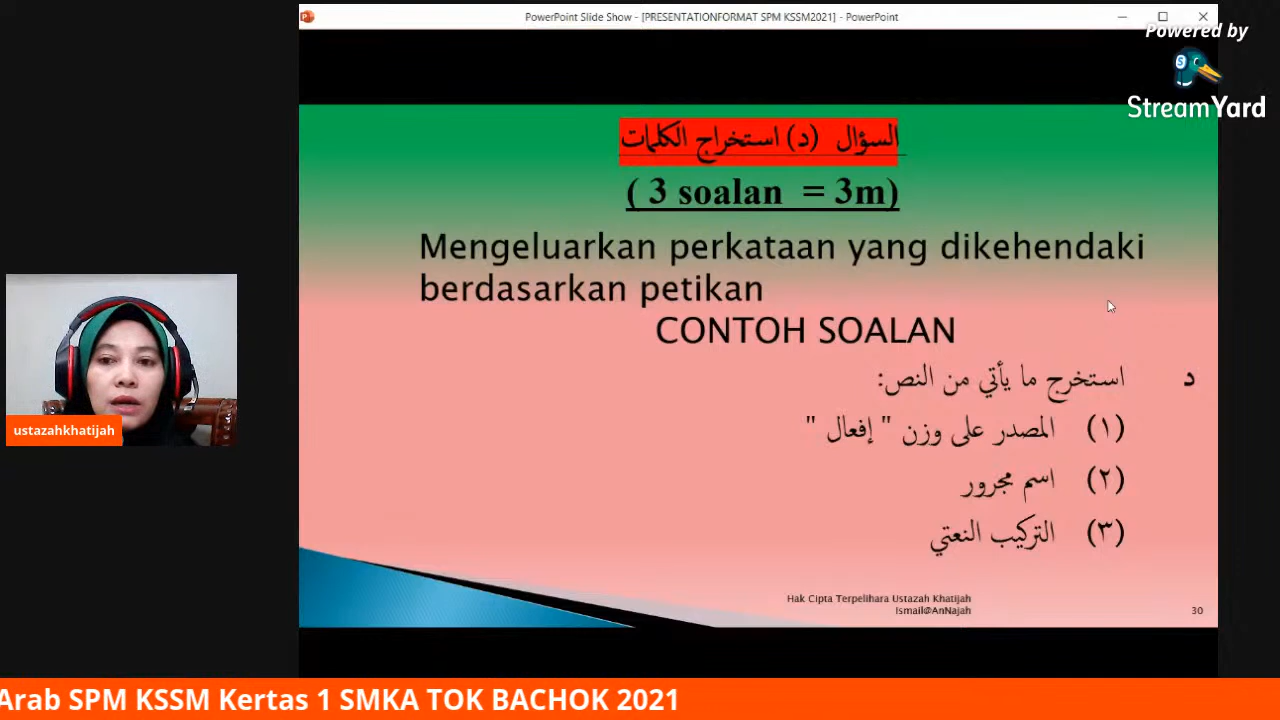 PowerPoint Slide Show - [PRESENTATIONFORMAT SPM KSSM2021] - PowerPoint
Powered by
StreamYard
السؤال (د) استخراج الكلمات
( 3 soalan = 3m)
Mengeluarkan perkataan yang dikehendaki
berdasarkan petikan
CONTOH SOALAN
د استخرج ما يأتي من النص:
(١) المصدر على وزن " إفعال "
(٢) اسم مجرور
(٣) التركيب النعتي
Hak Cipta Terpelihara Ustazah Khatijah
Ismail@AnNajah
30
ustazahkhatijah
Arab SPM KSSM Kertas 1 SMKA TOK BACHOK 2021